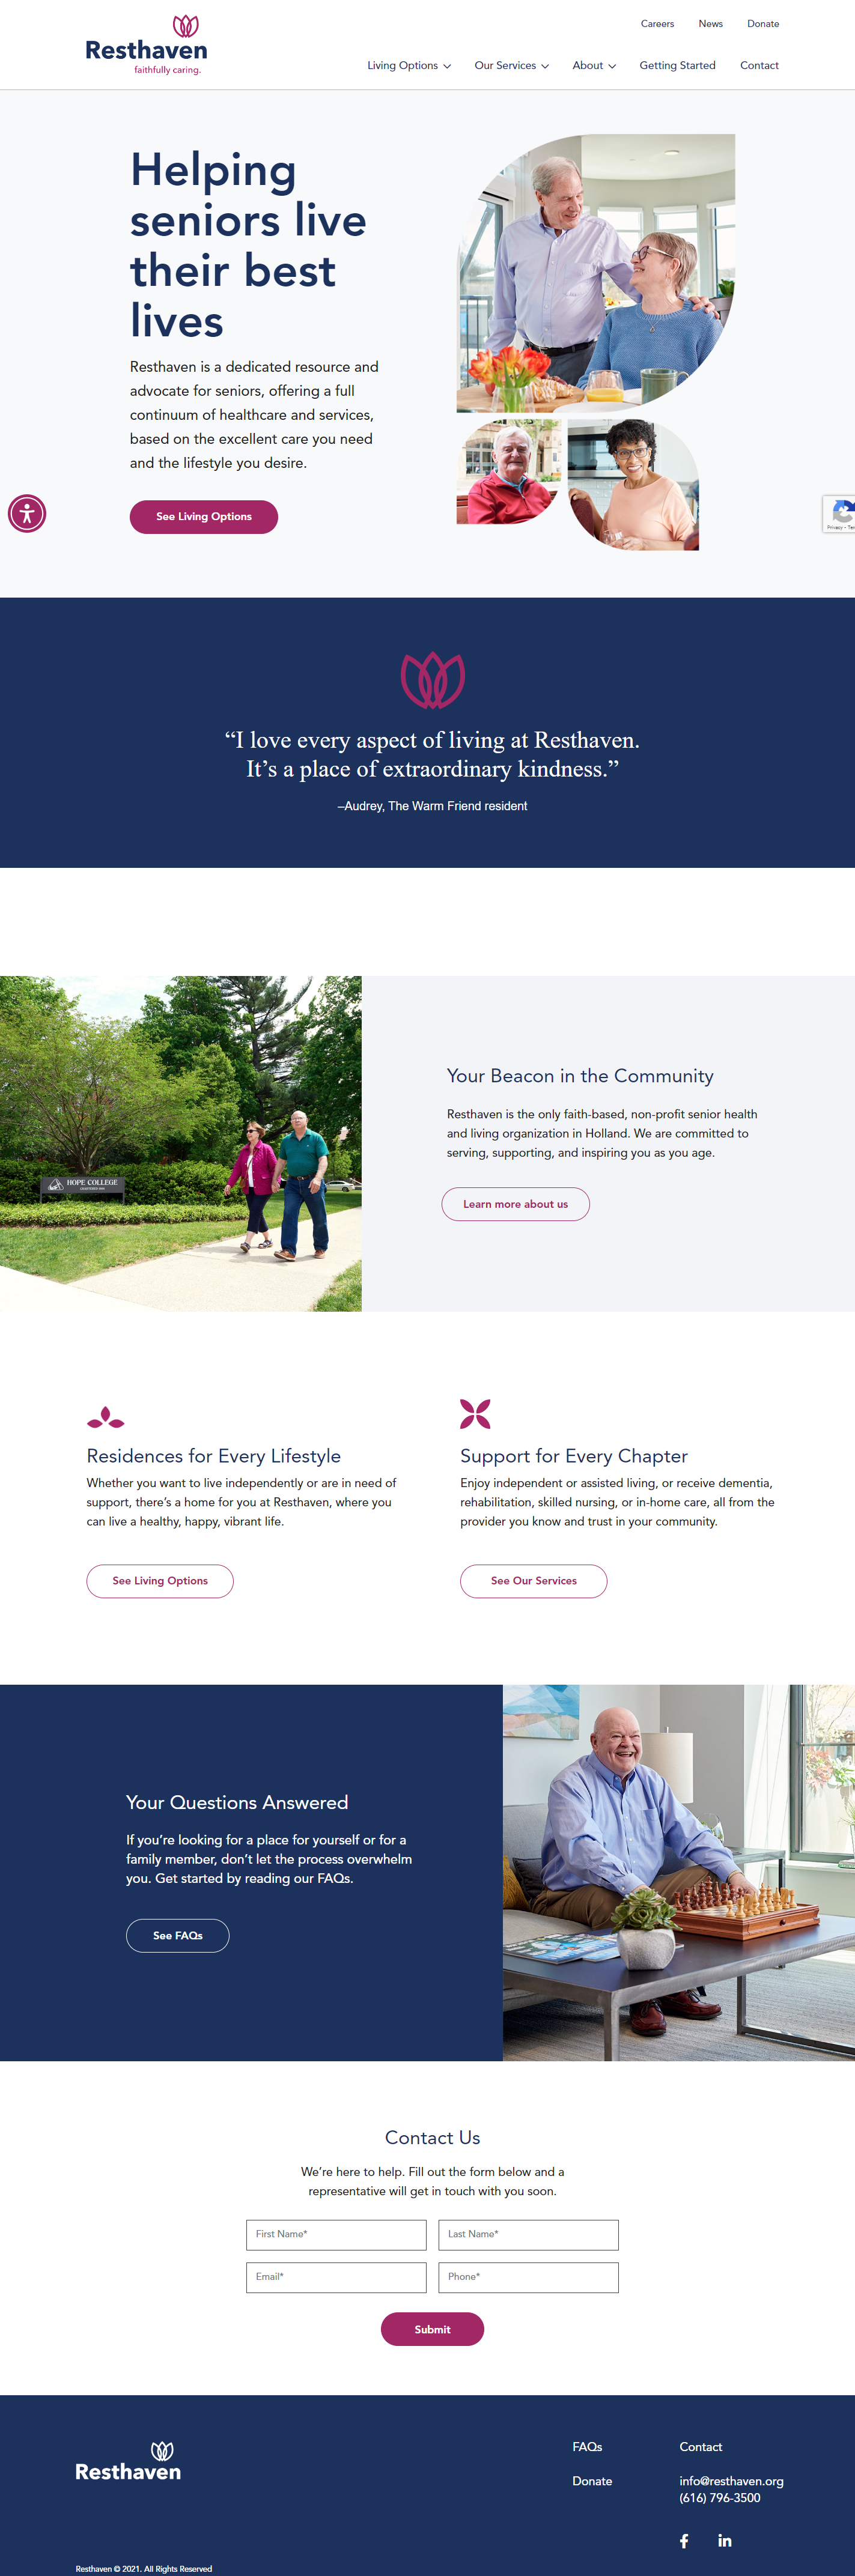 Resthaven
faithfully caring.
Careers News Donate
Living Options Our Services About Getting Started Contact
Helping
seniors live
their best
lives
Resthaven is a dedicated resource and
advocate for seniors, offering a full
continuum of healthcare and services,
based on the excellent care you need
and the lifestyle you desire.
See Living Options
Privacy - Ter
“I love every aspect of living at Resthaven.
It’s a place of extraordinary kindness.”
–Audrey, The Warm Friend resident
HOPE COLLEGE
Your Beacon in the Community
Resthaven is the only faith-based, non-profit senior health
and living organization in Holland. We are committed to
serving, supporting, and inspiring you as you age.
Learn more about us
Residences for Every Lifestyle
Whether you want to live independently or are in need of
support, there’s a home for you at Resthaven, where you
can live a healthy, happy, vibrant life.
See Living Options
Support for Every Chapter
Enjoy independent or assisted living, or receive dementia,
rehabilitation, skilled nursing, or in-home care, all from the
provider you know and trust in your community.
See Our Services
Your Questions Answered
If you’re looking for a place for yourself or for a
family member, don’t let the process overwhelm
you. Get started by reading our FAQs.
See FAQs
Contact Us
We’re here to help. Fill out the form below and a
representative will get in touch with you soon.
First Name* Last Name*
Email* Phone*
Submit
Resthaven
FAQs
Donate
Contact
info@resthaven.org
(616) 796-3500
Resthaven © 2021. All Rights Reserved